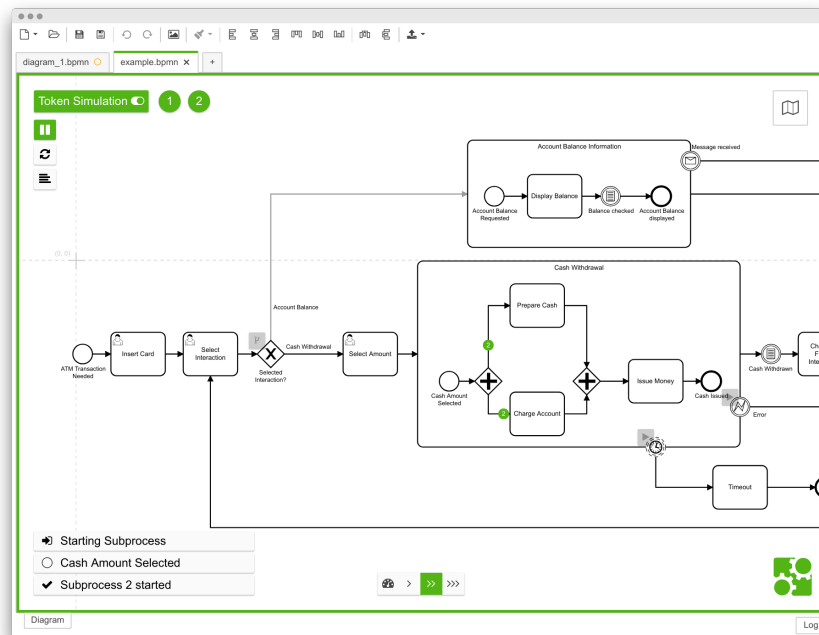 diagram_1.bpmn
example.bpmn
+
Token Simulation
1
2
Message received
Account Balance Information
Display Balance
Account Balance
Requested
Balance checked
Account Balance
displayed
(0, 0)
Cash Withdrawal
Prepare Cash
Account Balance
2
Insert Card
Select
Interaction
Cash Withdrawal
Select Amount
ATM Transaction
Needed
Selected
Interaction?
Cash Withdrawn
Issue Money
Cash Amount
Selected
Cash Issued
2
Charge Account
Error
Timeout
Starting Subprocess
Cash Amount Selected
Subprocess 2 started
Diagram
Log